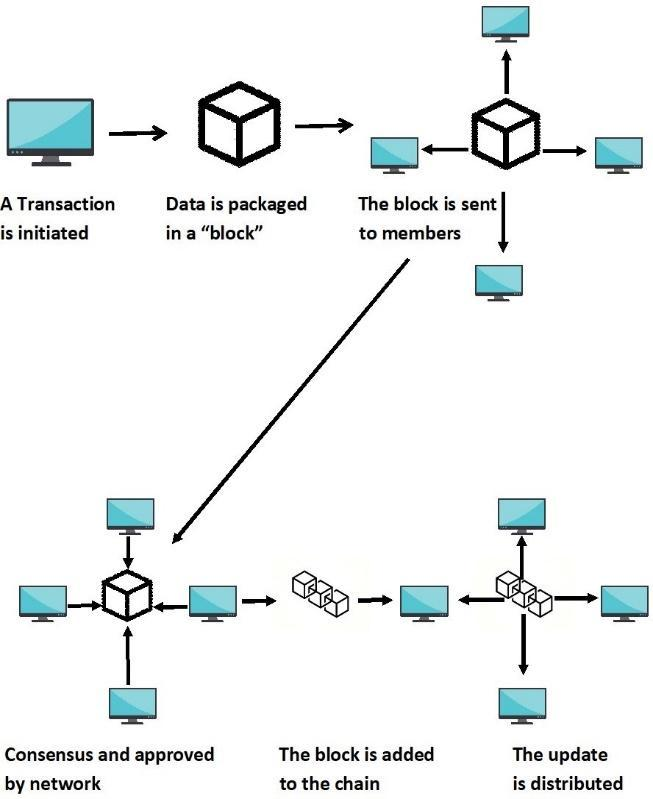 A Transaction
is initiated
Data is packaged
in a “block”
The block is sent
to members
Consensus and approved
by network
The block is added
to the chain
The update
is distributed